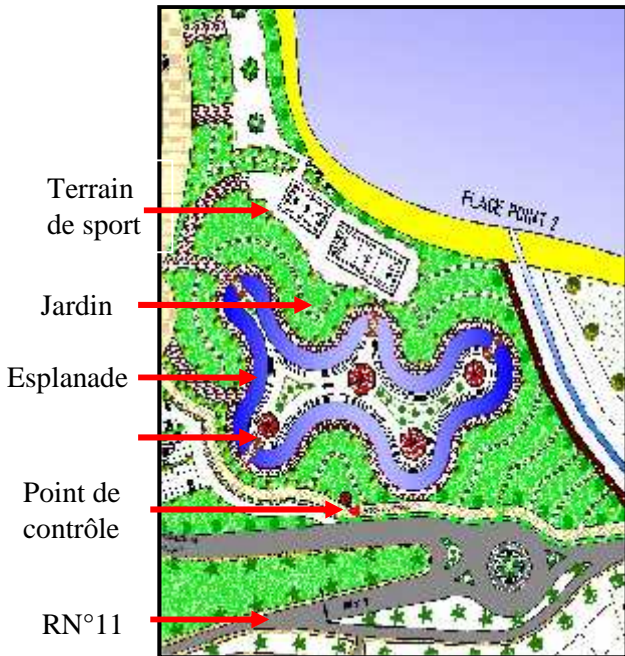 Terrain
de sport
PLAGE POINT 2
Jardin
Esplanade
Point de
contrôle
RN°11